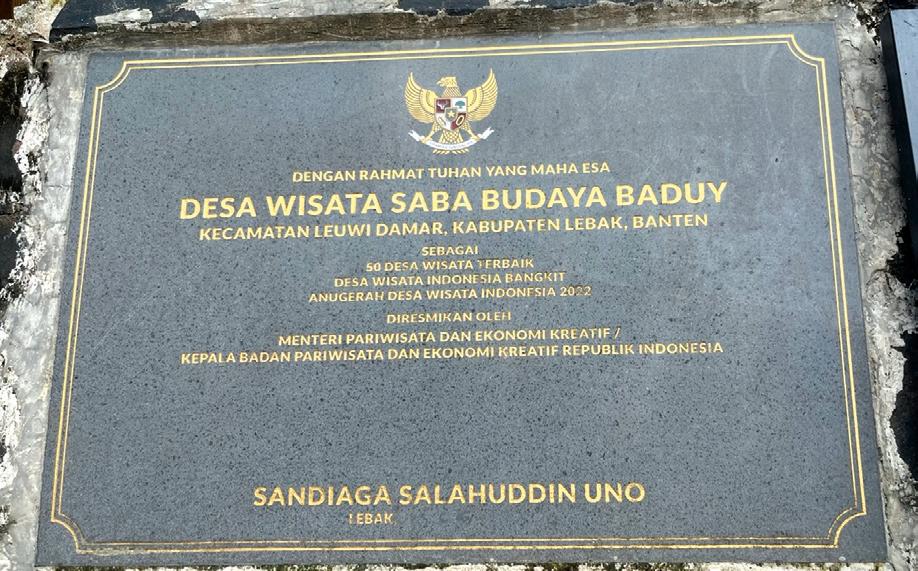 DENGAN RAHMAT TUHAN YANG MAHA ESA
DESA WISATA SABA BUDAYA BADUY
KECAMATAN LEUWI DAMAR, KABUPATEN LEBAK, BANTEN
SEBAGAI
50 DESA WISATA TERBAIK
DESA WISATA INDONESIA BANGKIT
ANUGERAH DESA WISATA INDONESIA 2022
DIRESMIKAN OLEH
MENTERI PARIWISATA DAN EKONOMI KREATIF /
KEPALA BADAN PARIWISATA DAN EKONOMI KREATIF REPUBLIK INDONESIA
SANDIAGA SALAHUDDIN UNO
LEBAK,